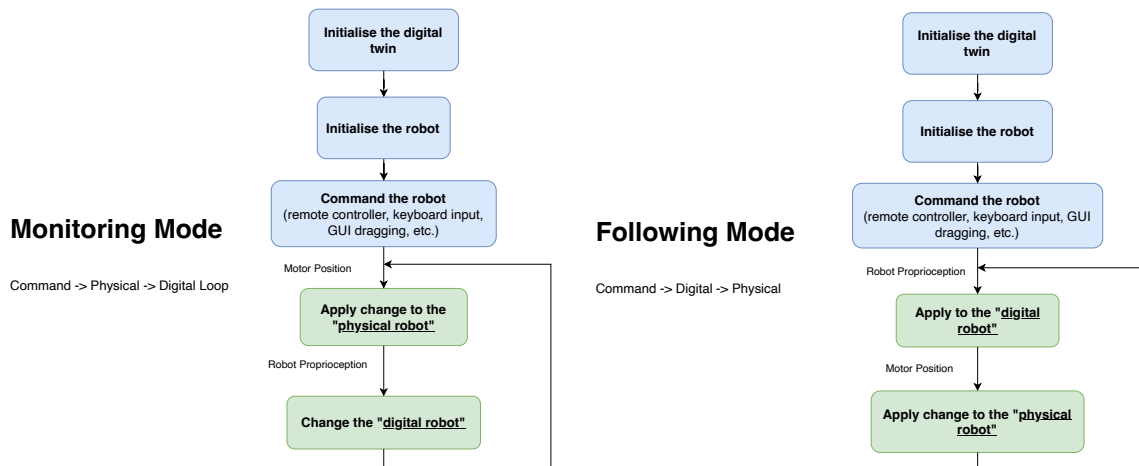 Initialise the digital
twin
Initialise the robot
Command the robot
(remote controller, keyboard input,
GUI dragging, etc.)
Monitoring Mode
Command -> Physical -> Digital Loop
Motor Position
Apply change to the
"physical robot"
Robot Proprioception
Change the "digital robot"
Initialise the digital
twin
Initialise the robot
Command the robot
(remote controller, keyboard input, GUI
dragging, etc.)
Following Mode
Command -> Digital -> Physical
Robot Proprioception
Apply to the "digital
robot"
Motor Position
Apply change to the "physical
robot"